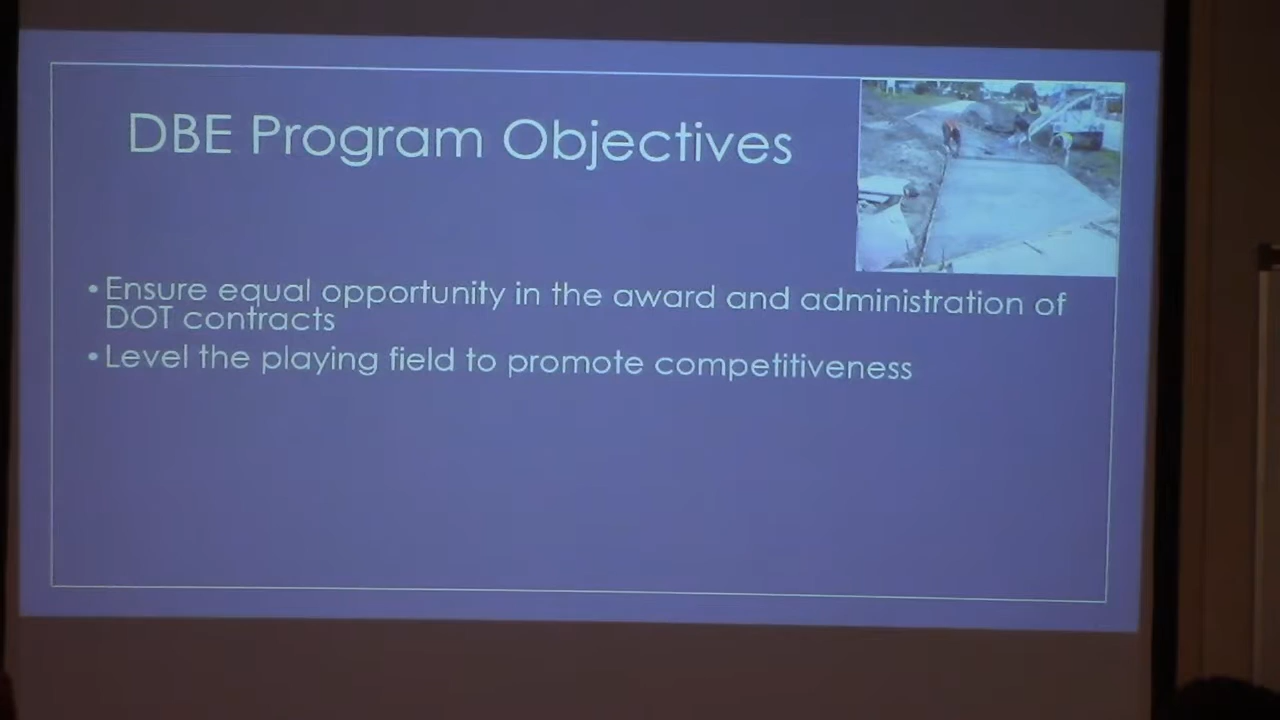 DBE Program Objectives
• Ensure equal opportunity in the award and administration of
DOT contracts
• Level the playing field to promote competitiveness